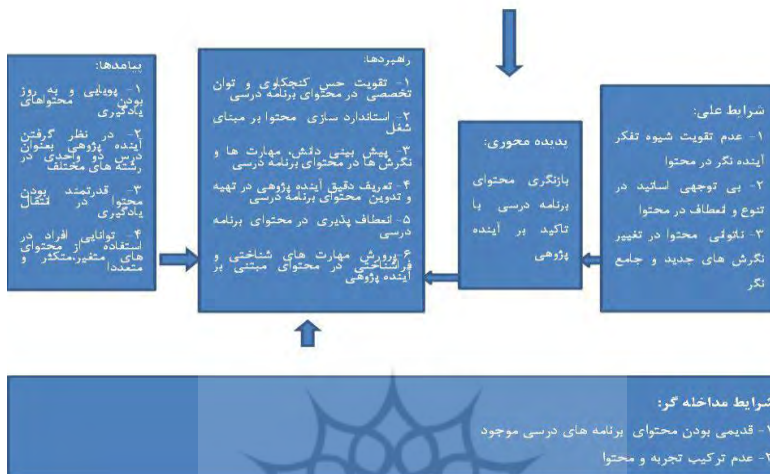 شرایط علی:
۱- عدم تقویت شیوه تفکر
آینده نگر در محتوا
۲- بی توجهی اساتید در
تنوع و انعطاف در محتوا
۳- ناتوانی محتوا در تغییر
نگرش های جدید و جامع
نگر
پدیده محوری:
بازنگری محتوای
برنامه درسی با
تاکید بر آینده
پژوهی
راهبردها:
۱- تقویت حس کنجکاوی و توان
تخصصی در محتوای برنامه درسی
۲- استاندارد سازی محتوا بر مبنای
شغل
۳- پیش بینی دانش، مهارت ها و
نگرش ها در محتوای برنامه درسی
۴- تعریف دقیق آینده پژوهی در تهیه
و تدوین محتوای برنامه درسی
۵- انعطاف پذیری در محتوای برنامه
درسی
۶- پرورش مهارت های شناختی و
فراشناختی در محتوای مبتنی بر
آینده پژوهی
پیامدها:
۱- پویایی و به روز
بودن محتواهای
یادگیری
۲- در نظر گرفتن
آینده پژوهی بعنوان
درس دو واحدی در
رشته های مختلف
۳- قدرتمند بودن
محتوا در انتقال
یادگیری
۴- توانایی افراد در
استفاده از محتوای
های متغیر،متکثر و
متعددا
شرایط مداخله گر:
۱- قدیمی بودن محتوای برنامه های درسی موجود
۲- عدم ترکیب تجربه و محتوا